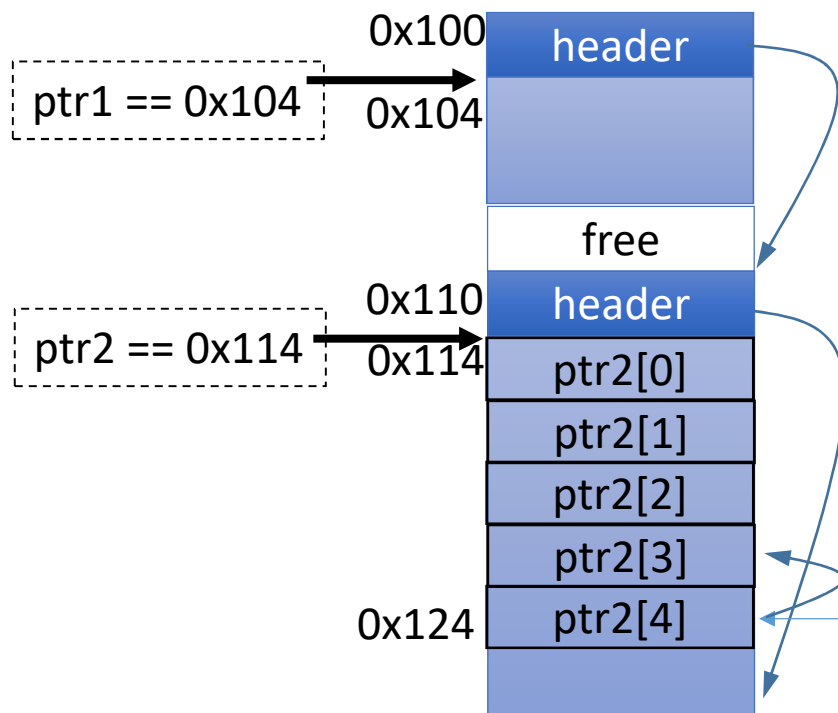 0x100
header
ptr1 == 0x104
0x104
free
0x110
header
ptr2 == 0x114
0x114
ptr2[0]
ptr2[1]
ptr2[2]
ptr2[3]
0x124
ptr2[4]